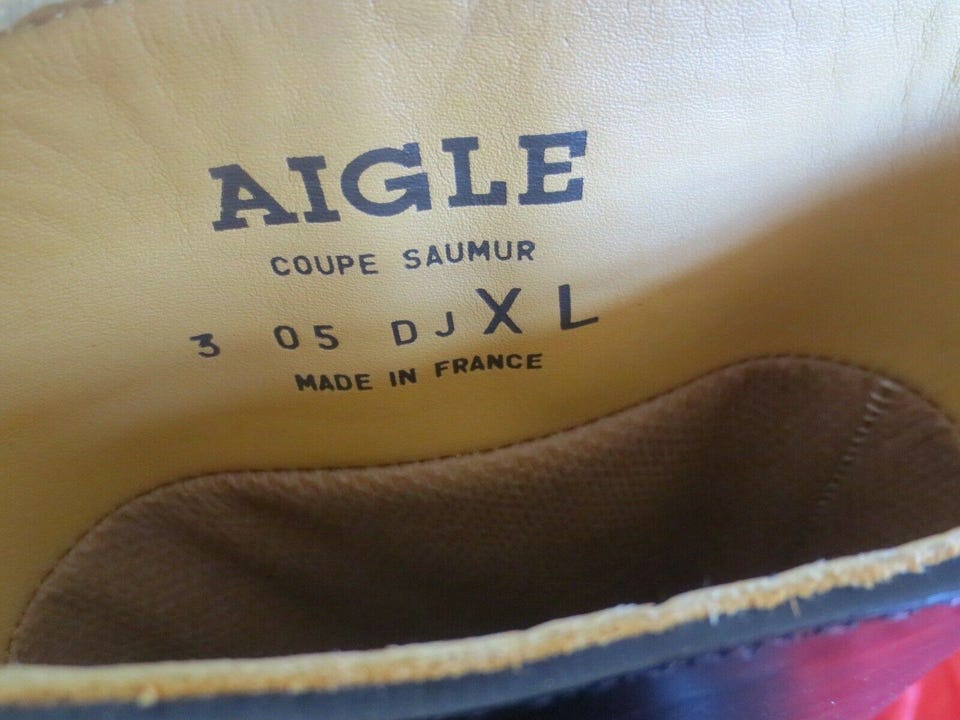 AIGLE
COUPE SAUMUR
3 05 DJ XL
MADE IN FRANCE